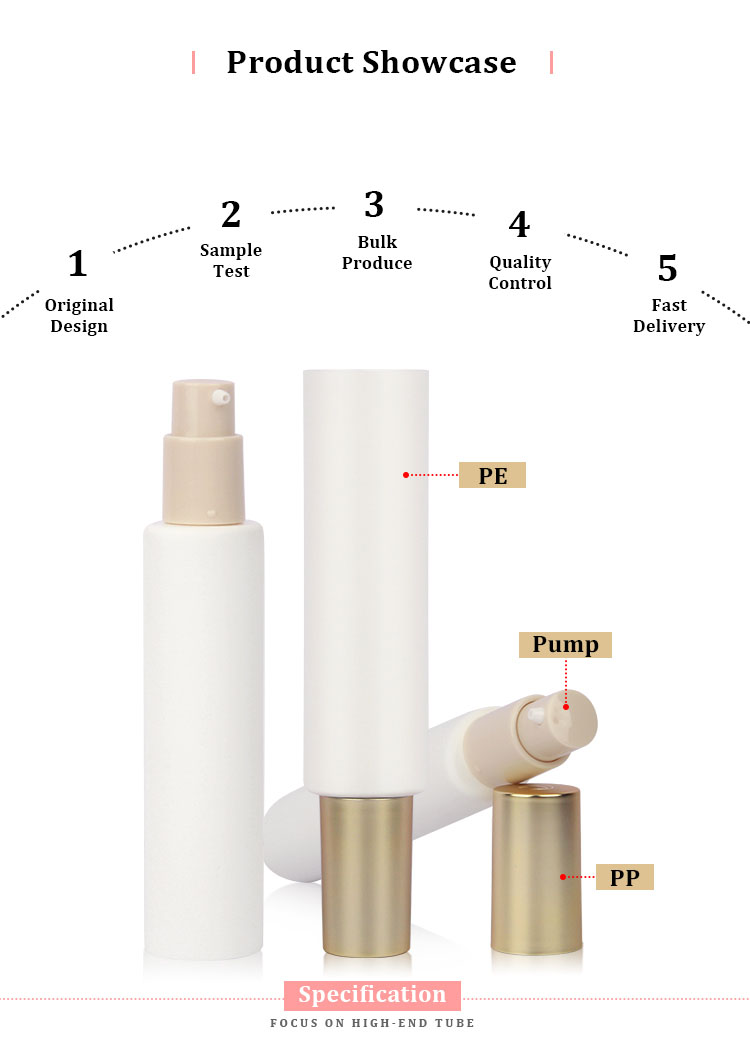 Product Showcase
1
Original
Design
2
Sample
Test
3
Bulk
Produce
4
Quality
Control
5
Fast
Delivery
PE
Pump
PP
Specification
FOCUS ON HIGH-END TUBE